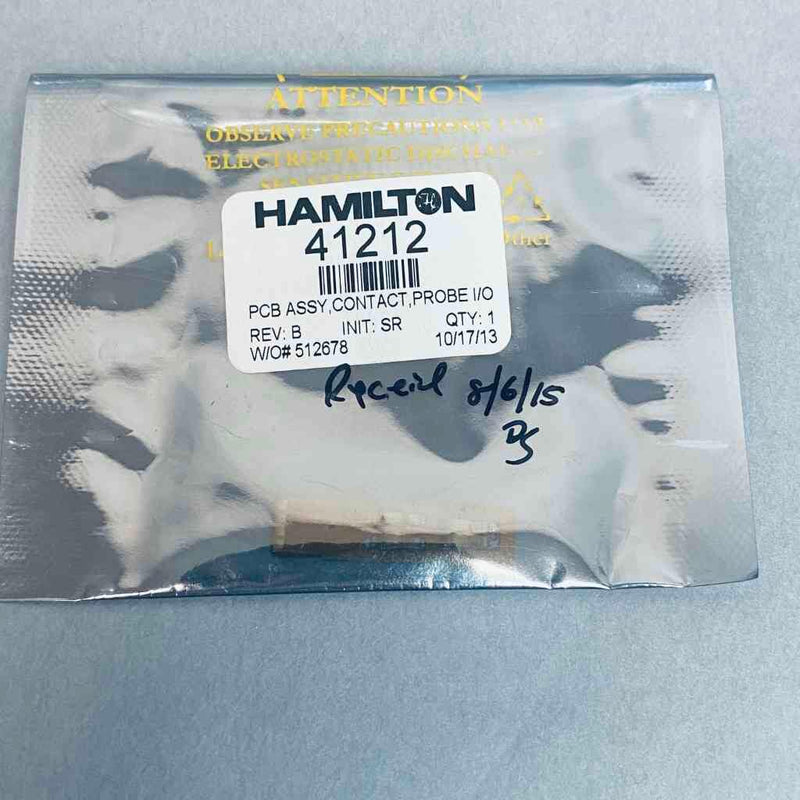 ATTENTION
OBSERVE PRECAUTIONS
ELECTROSTATIC
HAMILTON
41212
PCB ASSY,CONTACT,PROBE I/O
REV: B INIT: SR QTY: 1
W/O# 512678 10/17/13
8/6/15
DS